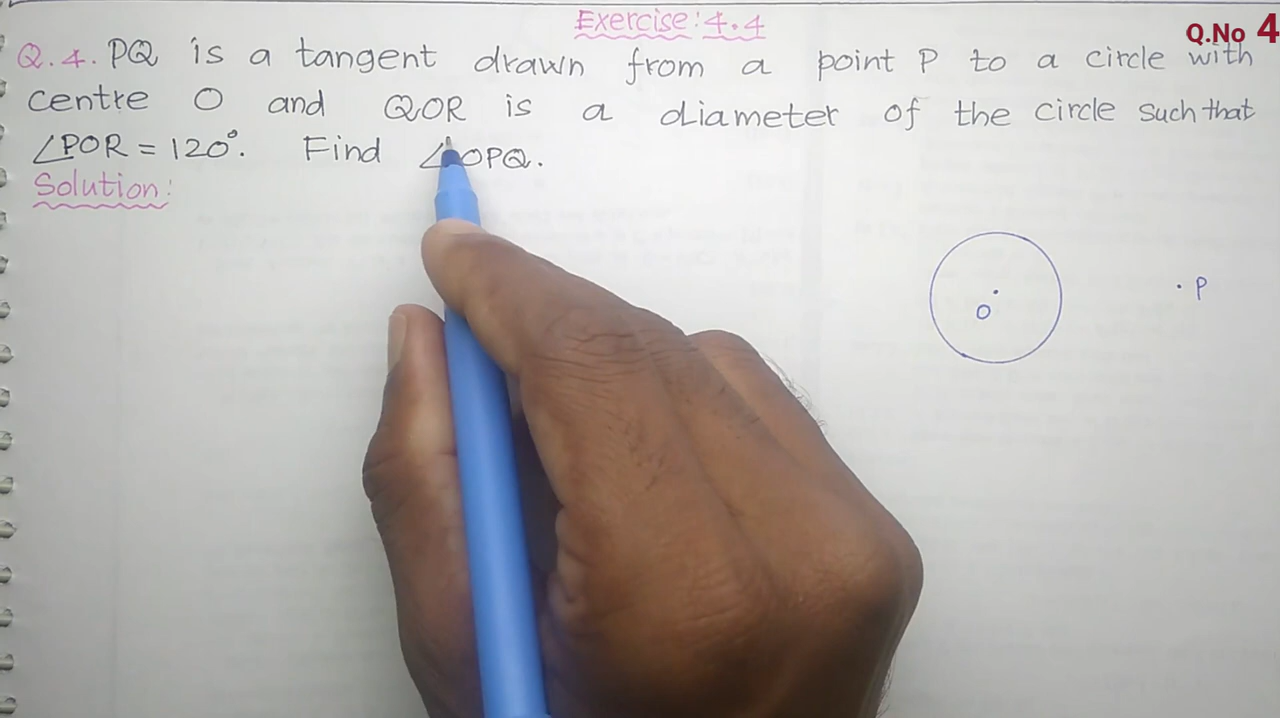 Exercise: 4.4
Q.No 4
Q.4. PQ is a tangent drawn from a point P to a circle with
centre O and QOR is a diameter of the circle such that
∠POR = 120°. Find ∠OPQ.
Solution:
P
O